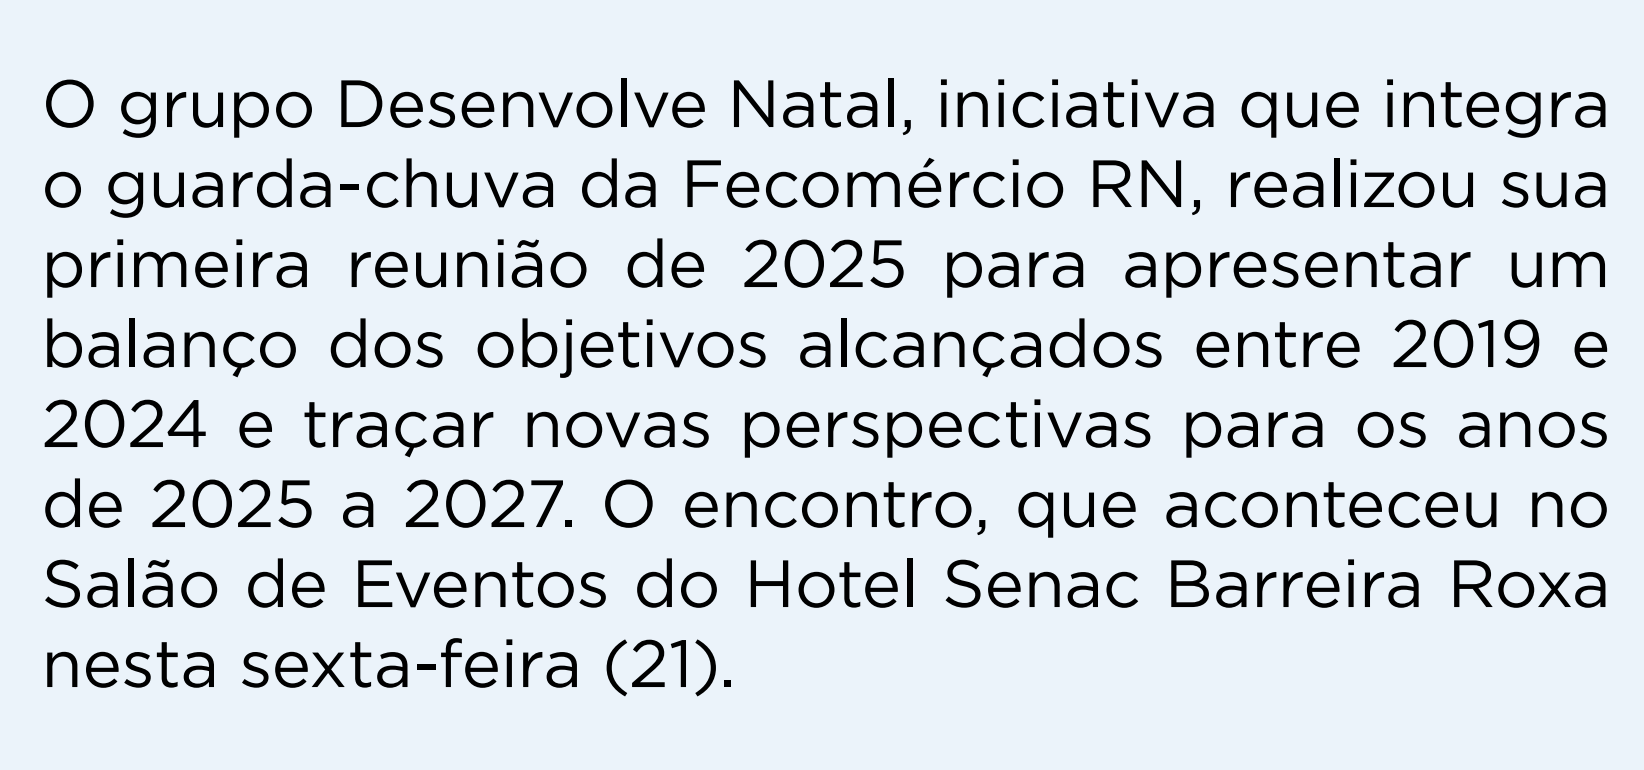 O grupo Desenvolve Natal, iniciativa que integra
o guarda-chuva da Fecomércio RN, realizou sua
primeira reunião de 2025 para apresentar um
balanço dos objetivos alcançados entre 2019 e
2024 e traçar novas perspectivas para os anos
de 2025 a 2027. O encontro, que aconteceu no
Salão de Eventos do Hotel Senac Barreira Roxa
nesta sexta-feira (21).